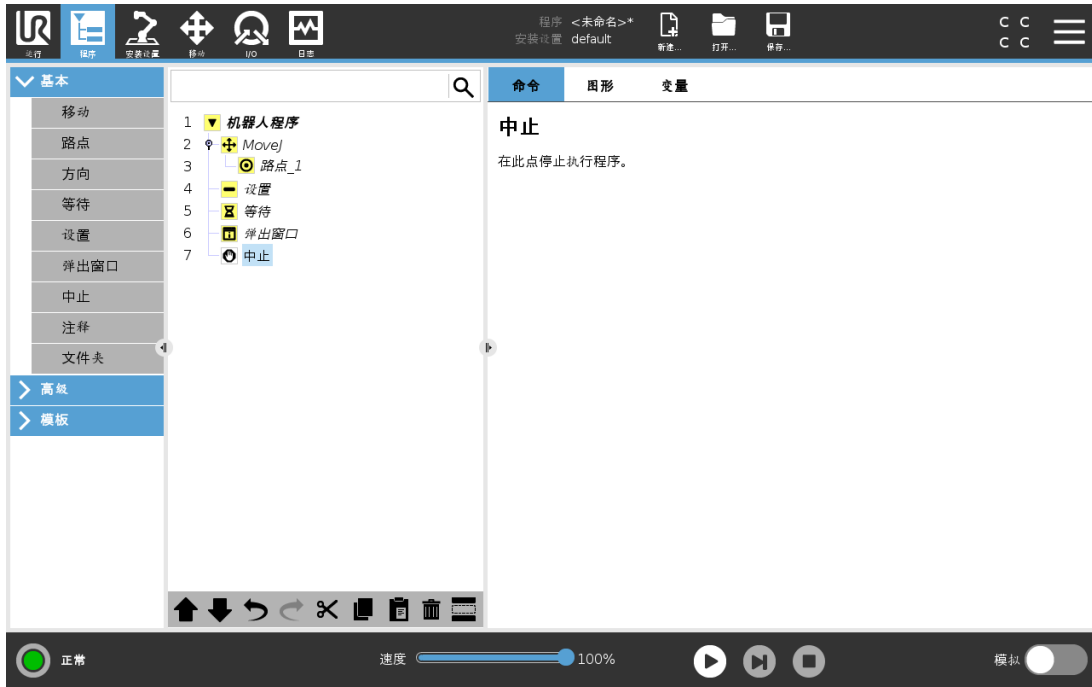 UR
运行
程序
安装设置
移动
I/O
日志
程序 <未命名>*
安装设置 default
新建...
打开...
保存...
C C
C C
基本
移动
路点
方向
等待
设置
弹出窗口
中止
注释
文件夹
高级
模板
1 机器人程序
2 MoveJ
3 路点_1
4 设置
5 等待
6 弹出窗口
7 中止
命令 图形 变量
中止
在此点停止执行程序。
正常
速度 100%
模拟